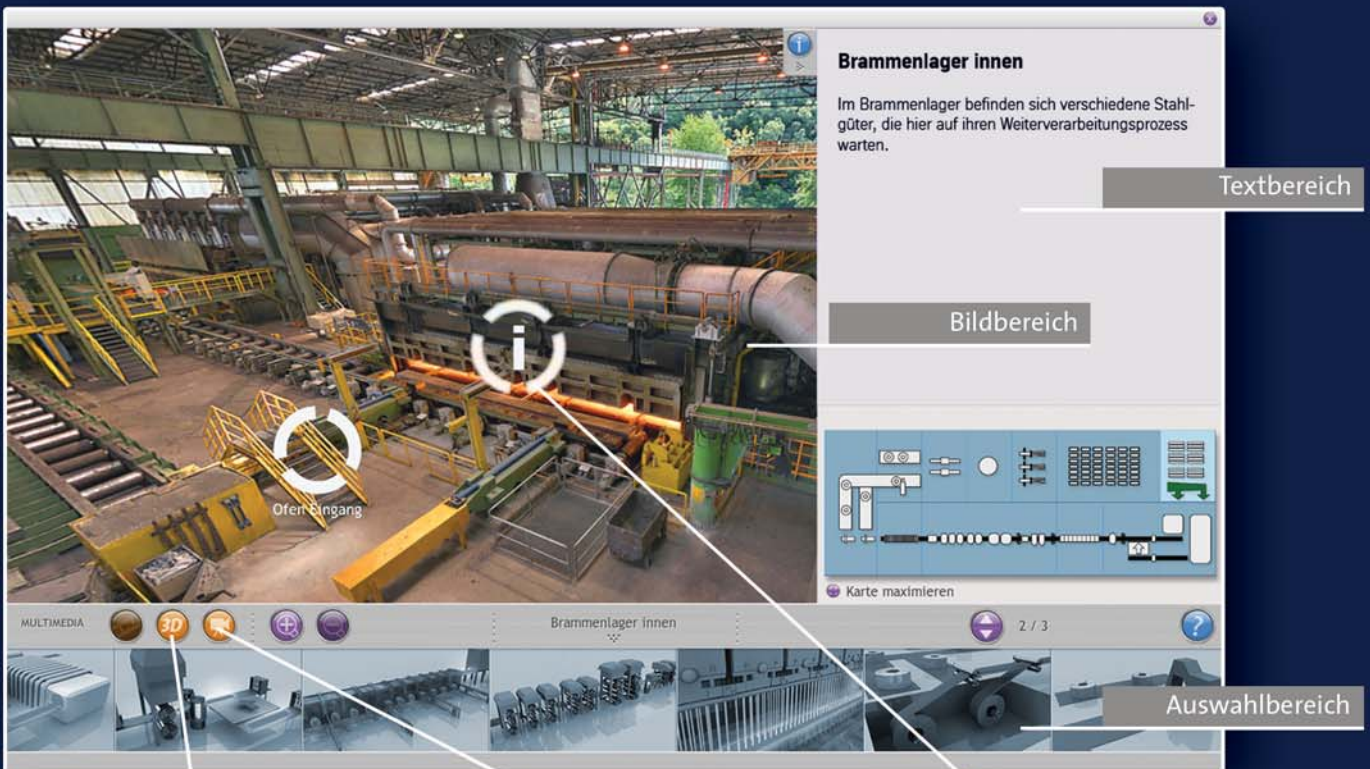 Brammenlager innen
Im Brammenlager befinden sich verschiedene Stahl-
güter, die hier auf ihren Weiterverarbeitungsprozess
warten.
Textbereich
Bildbereich
i
i
Ofen Eingang
Karte maximieren
MULTIMEDIA
3D
Brammenlager innen
2 / 3
?
Auswahlbereich